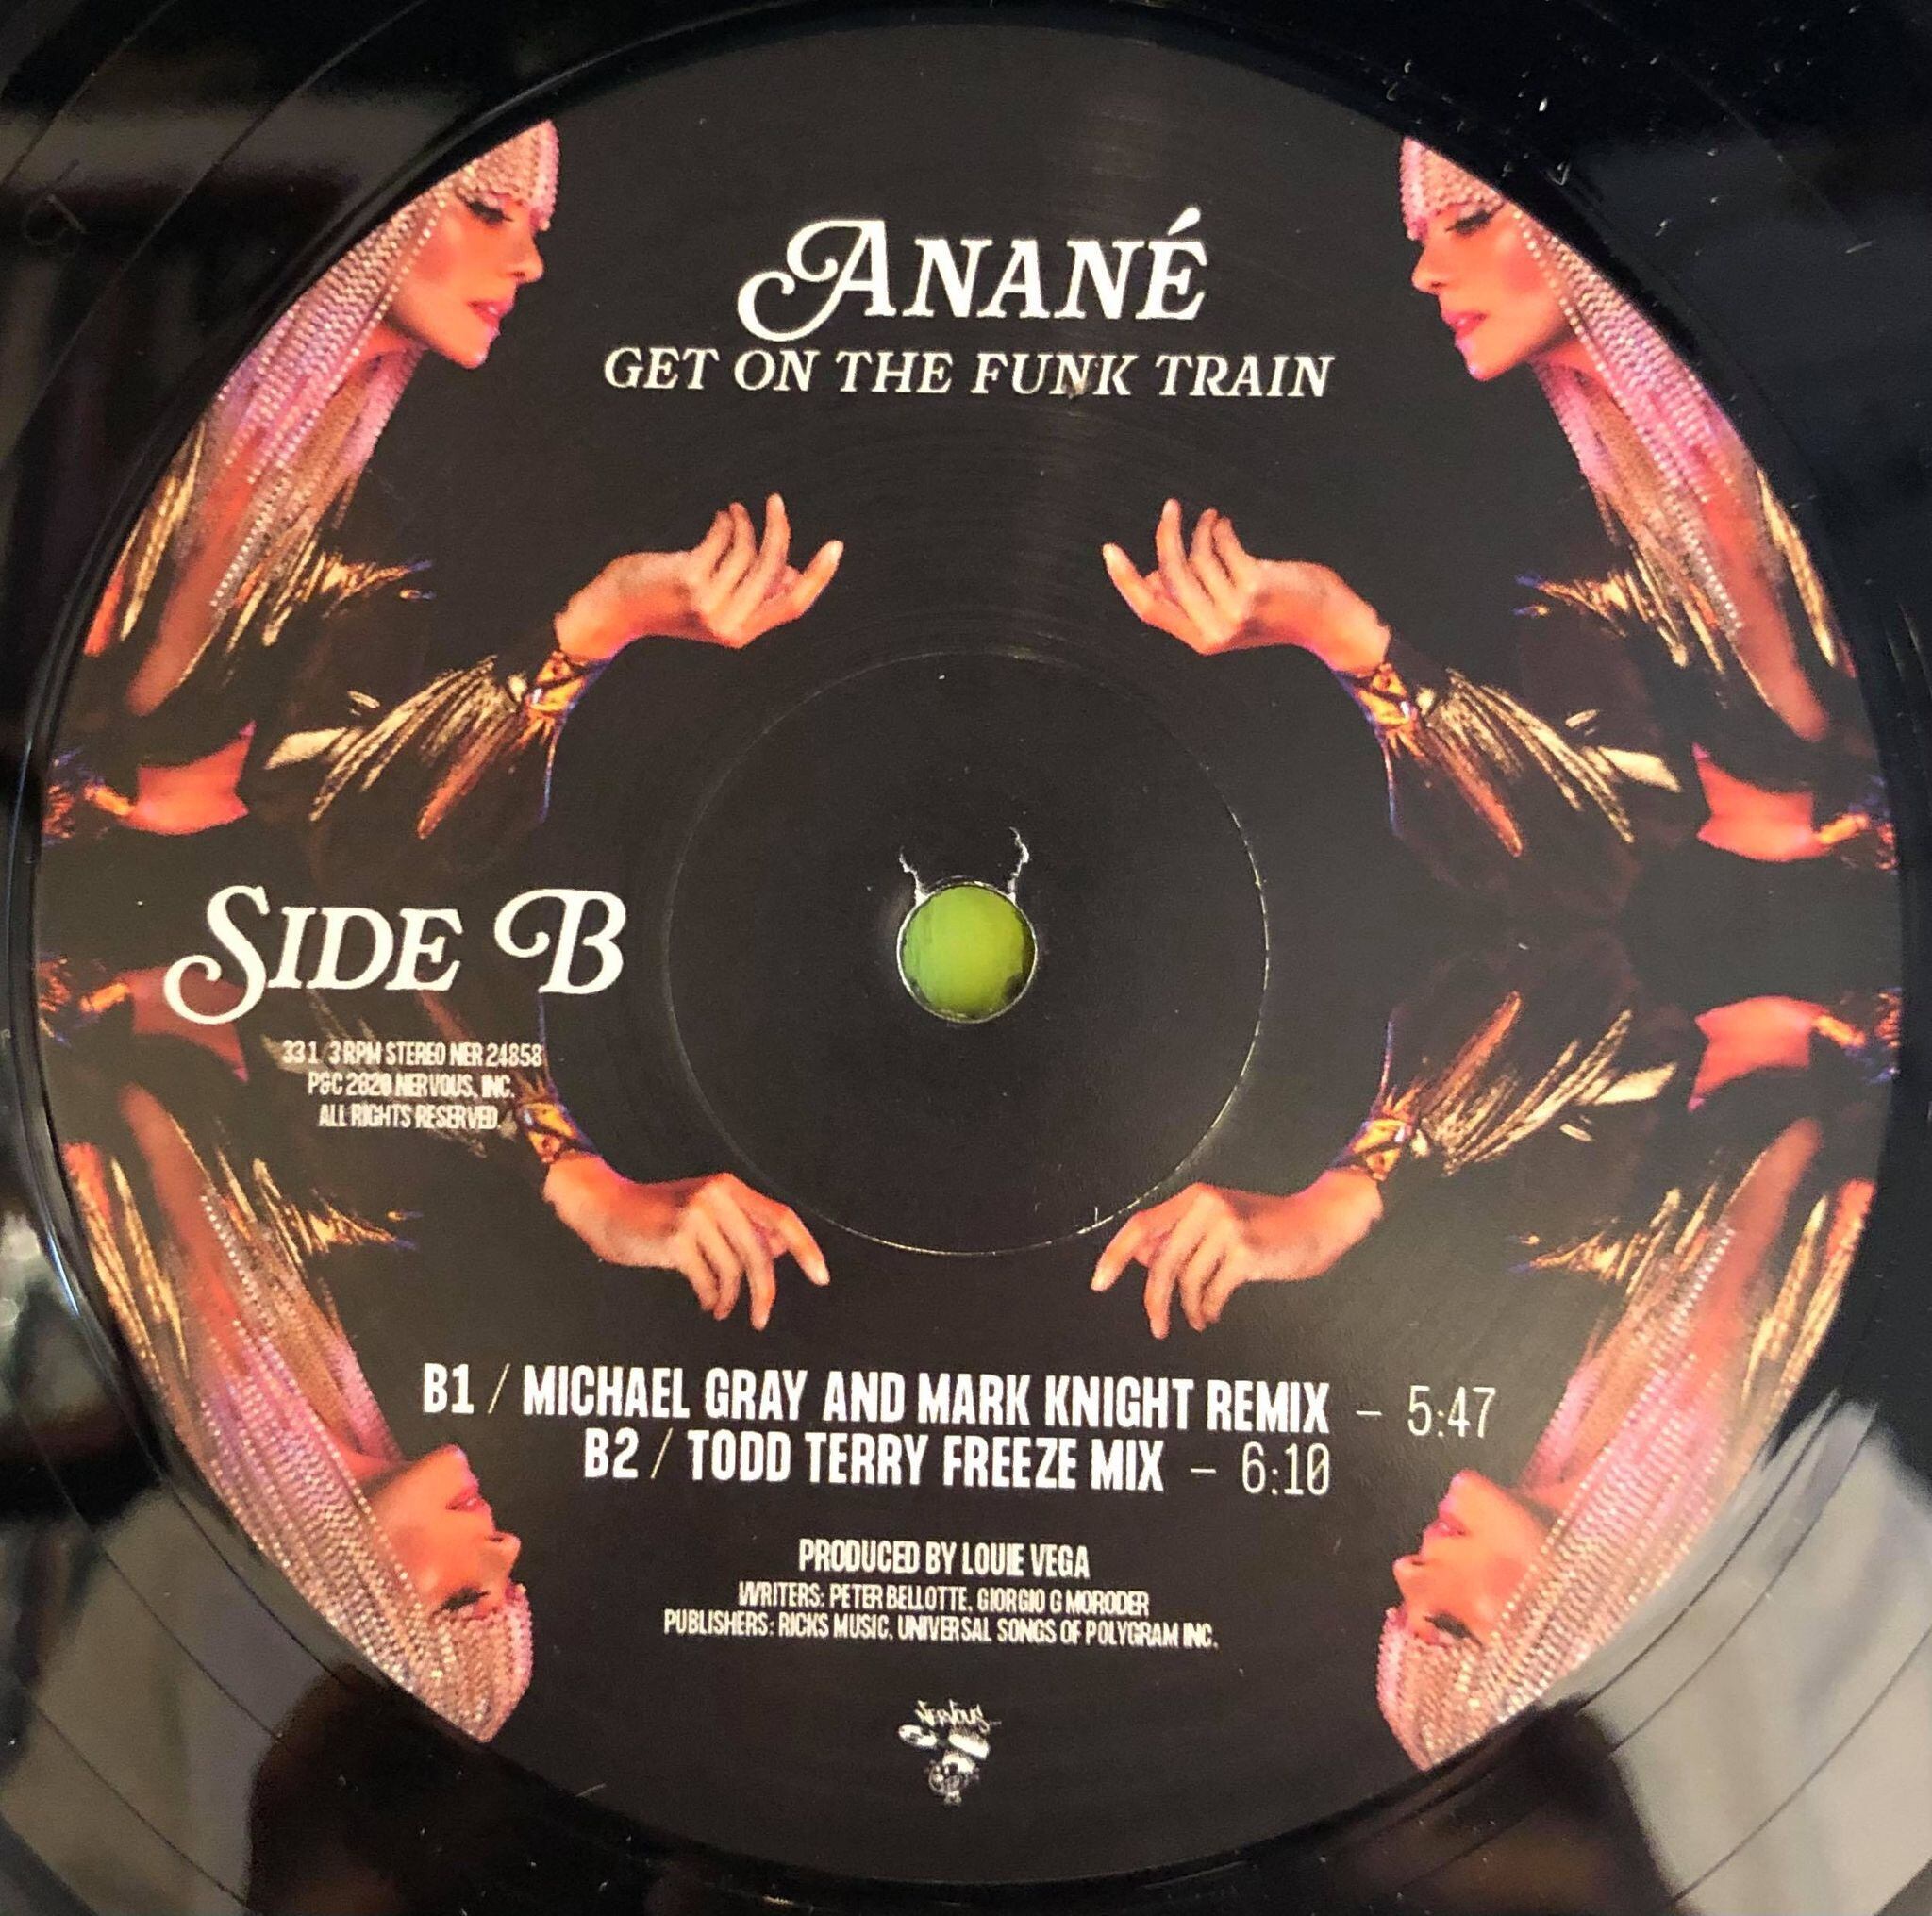 ANANÉ
GET ON THE FUNK TRAIN
SIDE B
33 1/3 RPM STEREO NER 24858
P&C 2020 NERVOUS, INC.
ALL RIGHTS RESERVED.
B1 / MICHAEL GRAY AND MARK KNIGHT REMIX – 5:47
B2 / TODD TERRY FREEZE MIX – 6:10
PRODUCED BY LOUIE VEGA
WRITERS: PETER BELLOTTE, GIORGIO G MORODER
PUBLISHERS: RICKS MUSIC, UNIVERSAL SONGS OF POLYGRAM INC.
NERVOUS